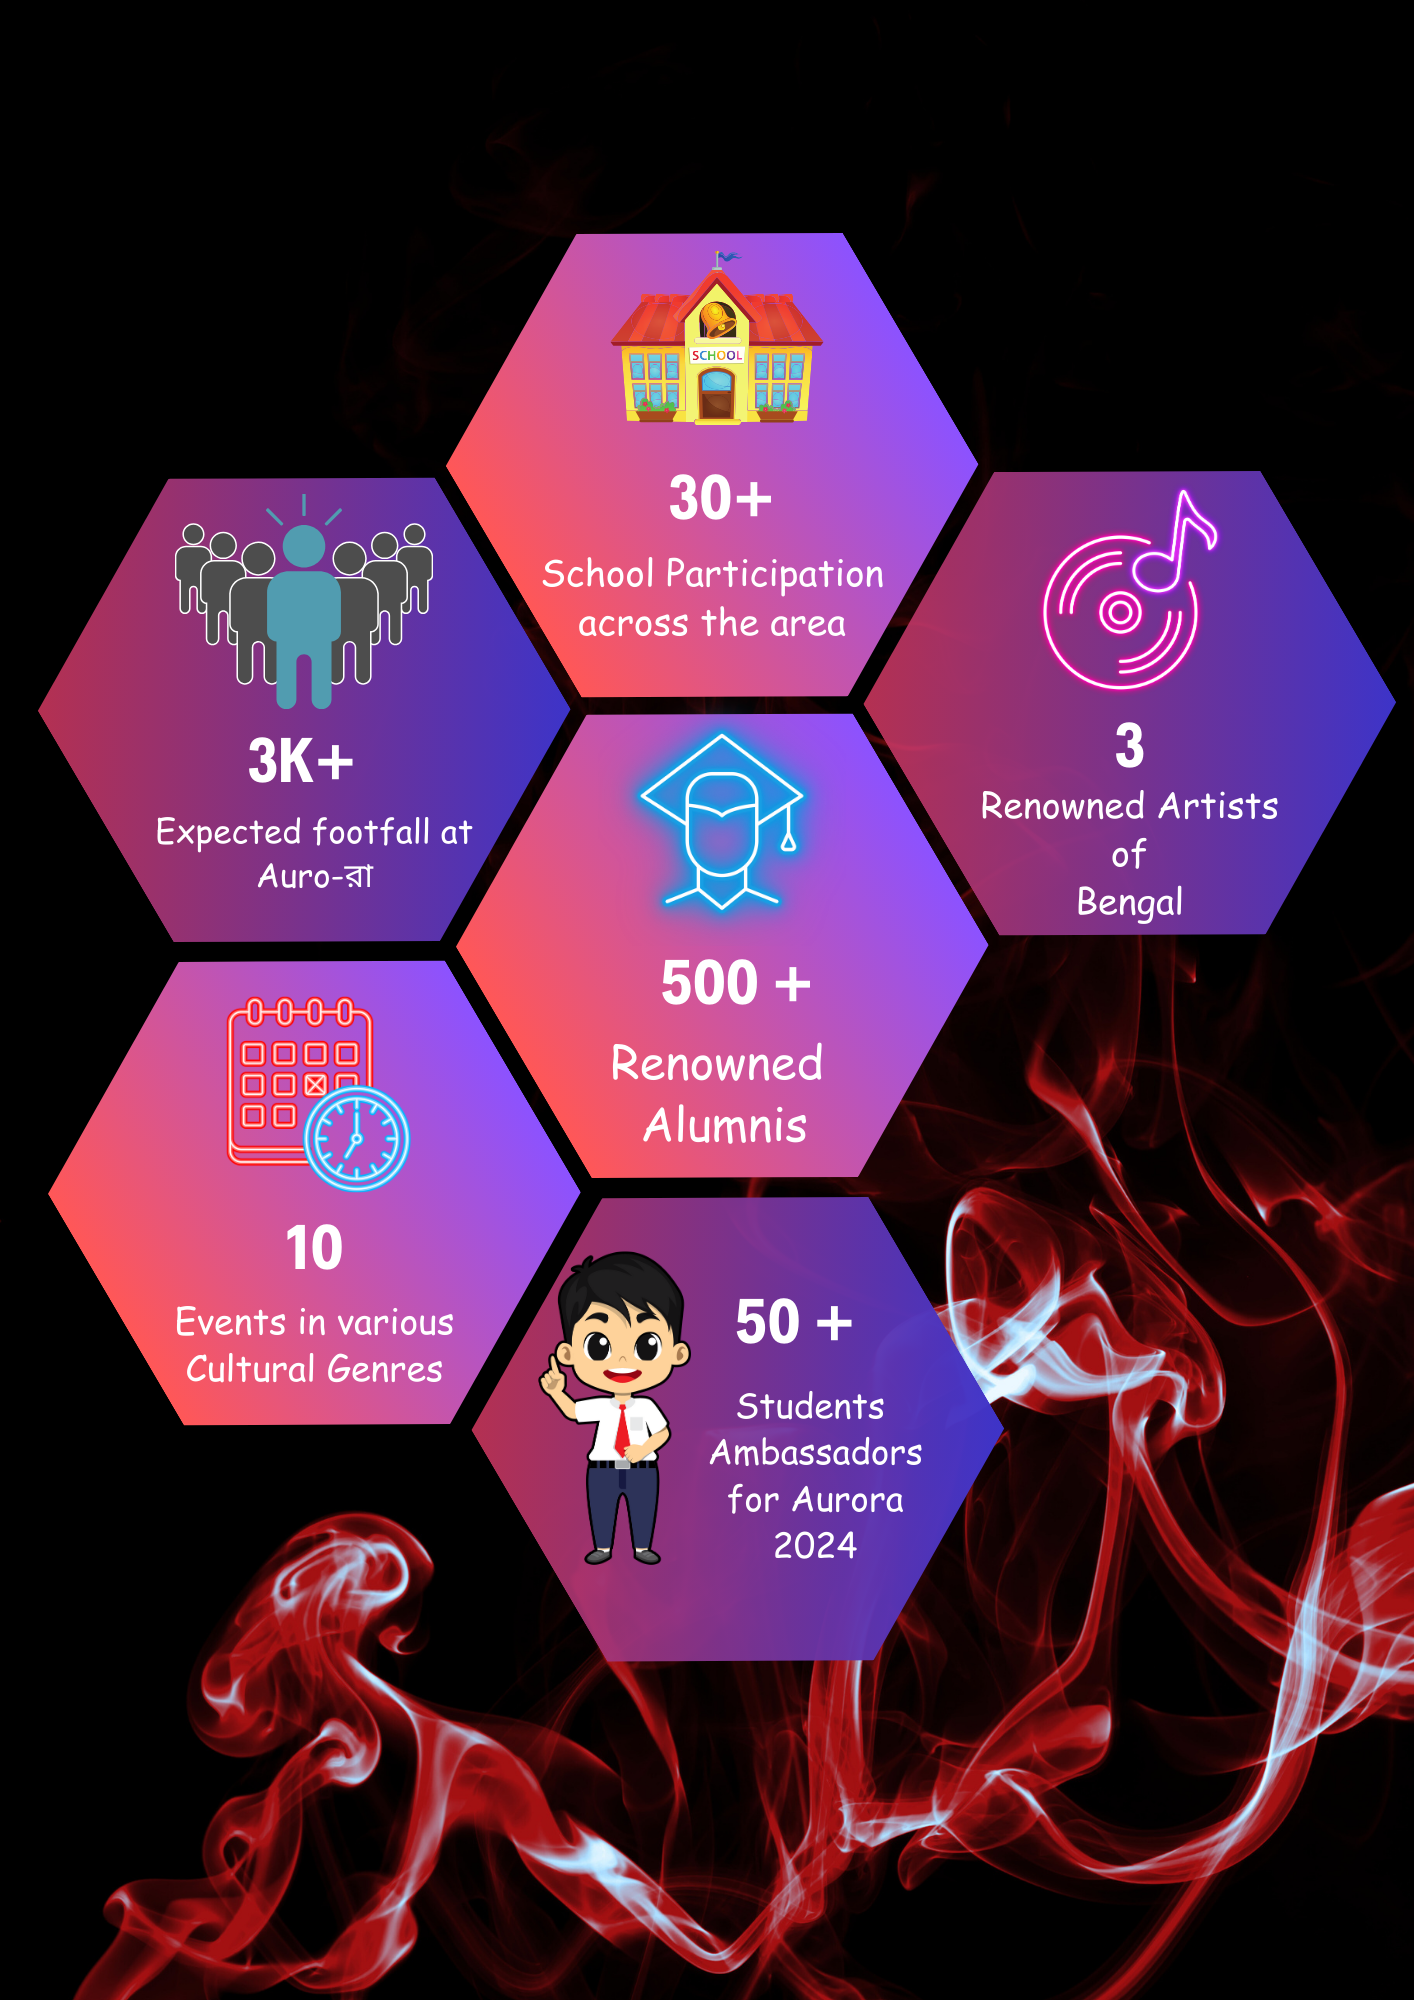 SCHOOL
30+
School Participation
across the area
3K+
Expected footfall at
Auro-রা
3
Renowned Artists
of
Bengal
500 +
Renowned
Alumnis
10
Events in various
Cultural Genres
50 +
Students
Ambassadors
for Aurora
2024